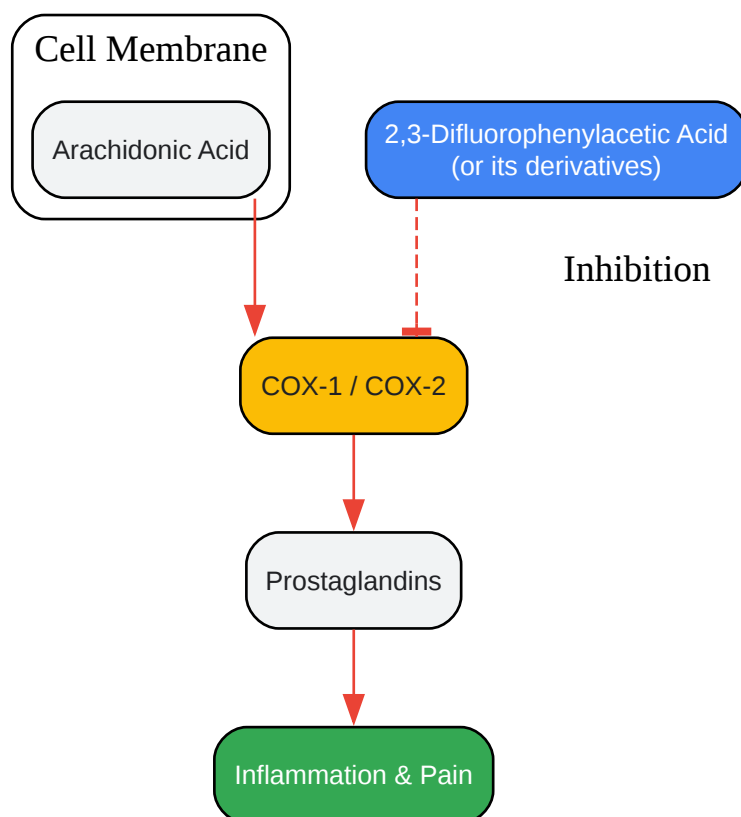 Cell Membrane
Arachidonic Acid
2,3-Difluorophenylacetic Acid
(or its derivatives)
Inhibition
COX-1 / COX-2
Prostaglandins
Inflammation & Pain